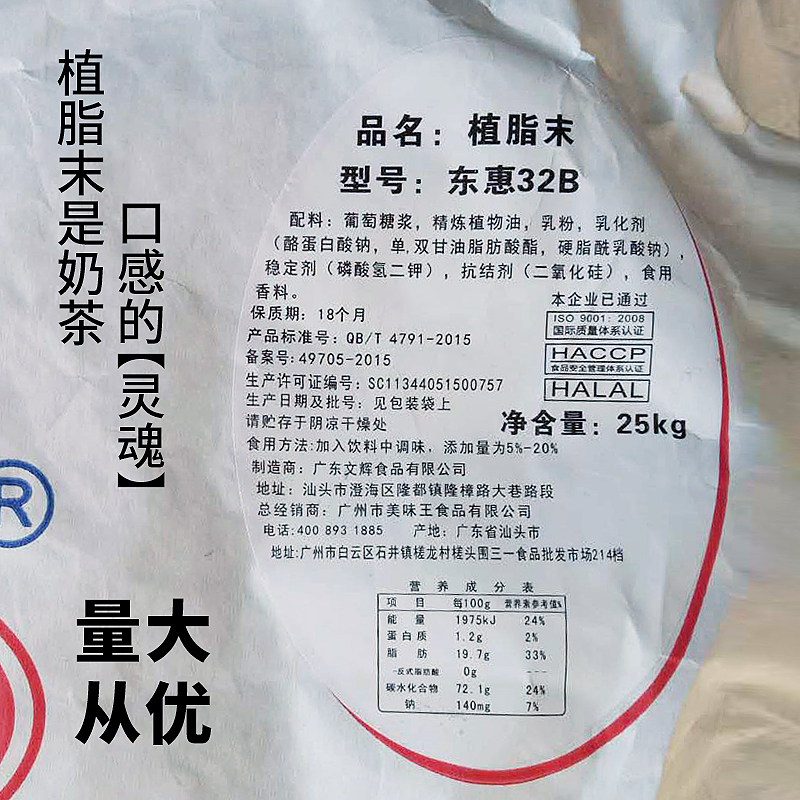 植脂末是奶茶
口感的【灵魂】
量大
从优
R
品名：植脂末
型号：东惠32B
配料：葡萄糖浆，精炼植物油，乳粉，乳化剂
（酪蛋白酸钠，单,双甘油脂肪酸酯，硬脂酰乳酸钠），
稳定剂（磷酸氢二钾），抗结剂（二氧化硅），食用
香料。
保质期：18个月
产品标准号：QB/T 4791-2015
备案号:49705-2015
生产许可证编号：SC11344051500757
生产日期及批号：见包装袋上
请贮存于阴凉干燥处
本企业已通过
ISO 9001：2008
国际质量体系认证
HACCP
食品安全管理体系认证
HALAL
净含量：25kg
食用方法:加入饮料中调味，添加量为5%-20%
制造商：广东文辉食品有限公司
地址：汕头市澄海区隆都镇隆樟路大巷路段
总经销商：广州市美味王食品有限公司
电话:400 893 1885 产地：广东省汕头市
地址:广州市白云区石井镇槎龙村槎头围三一食品批发市场214档
营养成分表
项目 每100g 营养素参考值%
能量 1975kJ 24%
蛋白质 1.2g 2%
脂肪 19.7g 33%
-反式脂肪酸 0g ---
碳水化合物 72.1g 24%
钠 140mg 7%